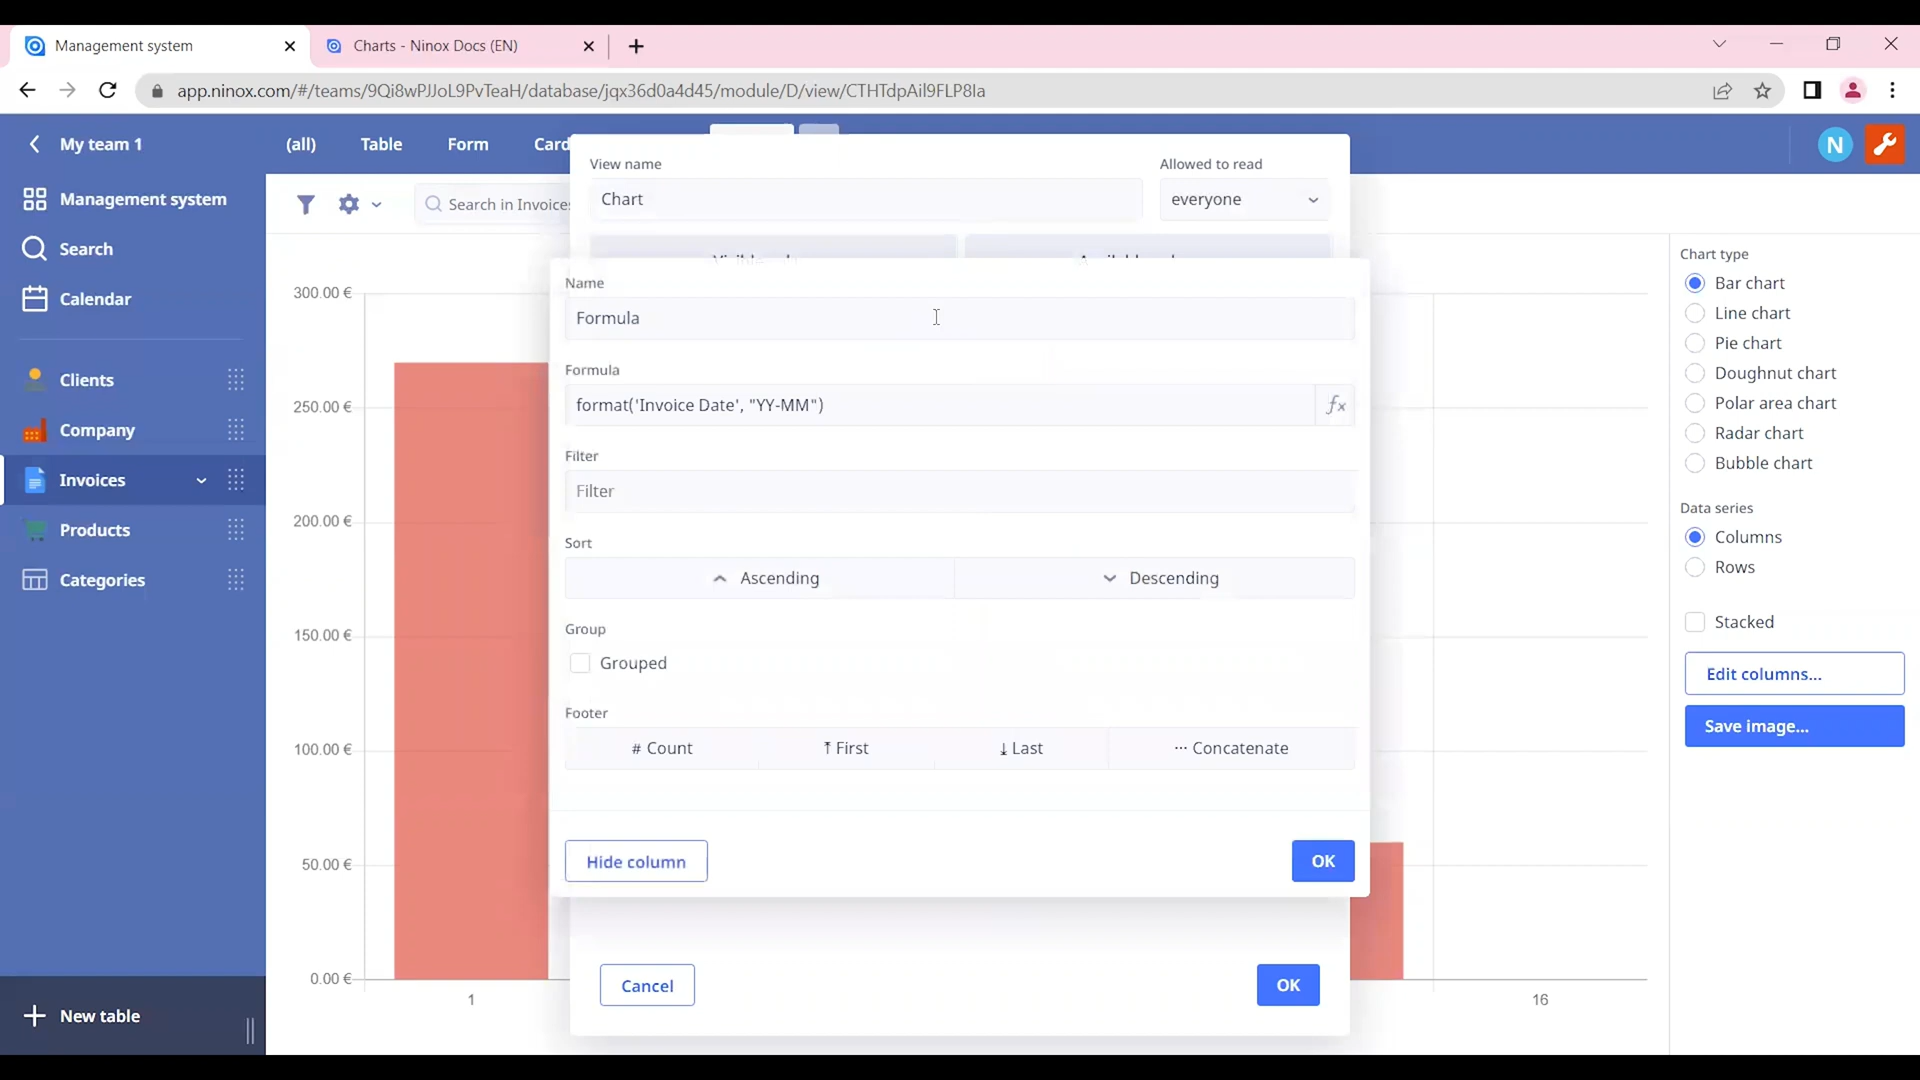 Management system
Charts - Ninox Docs (EN)
app.ninox.com/#/teams/9Qi8wPJJoL9PvTeaH/database/jqx36d0a4d45/module/D/view/CTHTdpAil9FLP8Ia
My team 1
(all)
Table
Form
Card
N
Management system
Search
Calendar
Clients
Company
Invoices
Products
Categories
New table
Search in Invoices
300.00 €
250.00 €
200.00 €
150.00 €
100.00 €
50.00 €
0.00 €
1
16
View name
Allowed to read
Chart
everyone
Name
Formula
Formula
format('Invoice Date', "YY-MM")
fx
Filter
Filter
Sort
Ascending
Descending
Group
Grouped
Footer
# Count
First
Last
··· Concatenate
Hide column
OK
Cancel
OK
Chart type
Bar chart
Line chart
Pie chart
Doughnut chart
Polar area chart
Radar chart
Bubble chart
Data series
Columns
Rows
Stacked
Edit columns...
Save image...